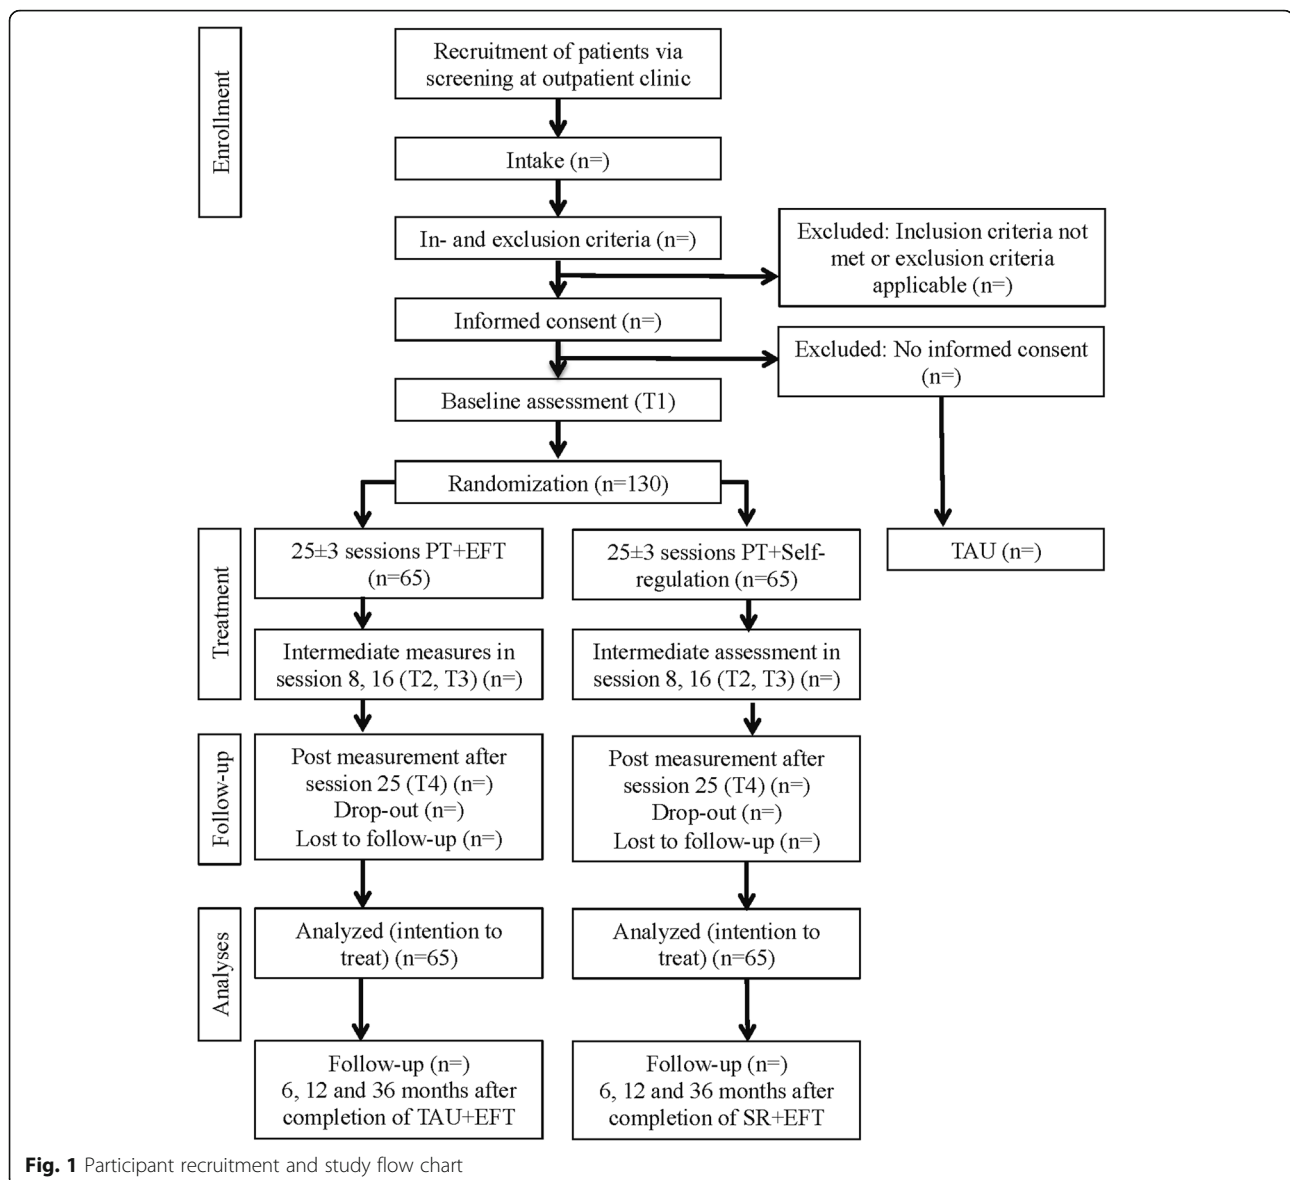 Enrollment
Recruitment of patients via
screening at outpatient clinic
Intake (n=)
In- and exclusion criteria (n=)
Excluded: Inclusion criteria not
met or exclusion criteria
applicable (n=)
Informed consent (n=)
Excluded: No informed consent
(n=)
Baseline assessment (T1)
Randomization (n=130)
Treatment
25±3 sessions PT+EFT
(n=65)
25±3 sessions PT+Self-
regulation (n=65)
TAU (n=)
Intermediate measures in
session 8, 16 (T2, T3) (n=)
Intermediate assessment in
session 8, 16 (T2, T3) (n=)
Follow-up
Post measurement after
session 25 (T4) (n=)
Drop-out (n=)
Lost to follow-up (n=)
Post measurement after
session 25 (T4) (n=)
Drop-out (n=)
Lost to follow-up (n=)
Analyses
Analyzed (intention to
treat) (n=65)
Analyzed (intention to
treat) (n=65)
Follow-up (n=)
6, 12 and 36 months after
completion of TAU+EFT
Follow-up (n=)
6, 12 and 36 months after
completion of SR+EFT
Fig. 1 Participant recruitment and study flow chart